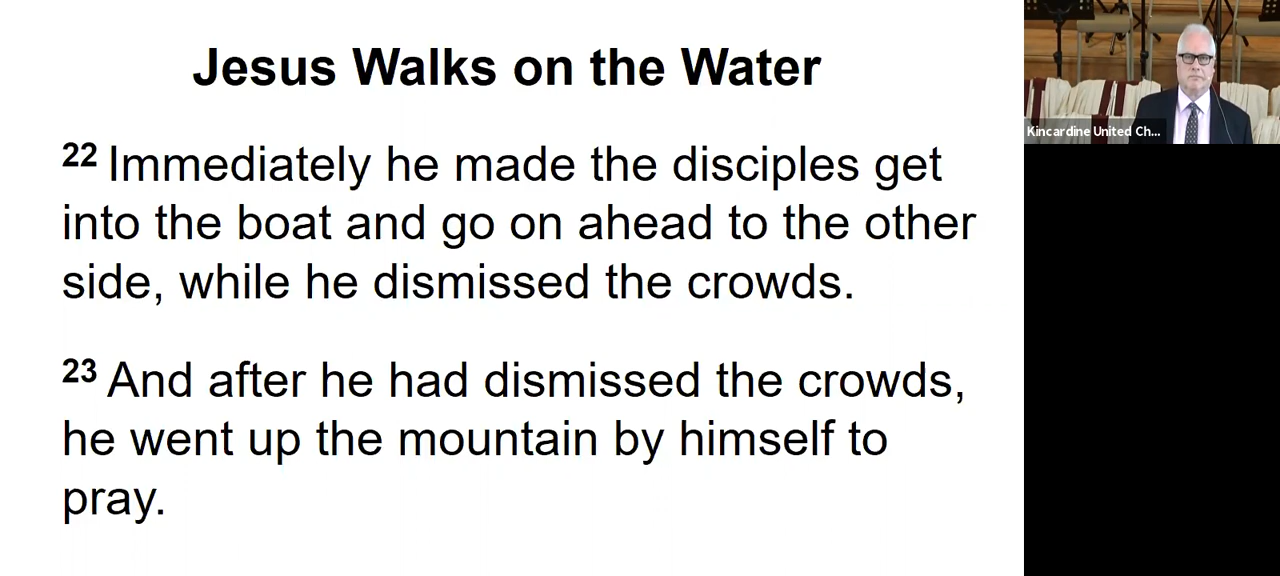 Jesus Walks on the Water
22 Immediately he made the disciples get
into the boat and go on ahead to the other
side, while he dismissed the crowds.
23 And after he had dismissed the crowds,
he went up the mountain by himself to
pray.
Kincardine United Ch...